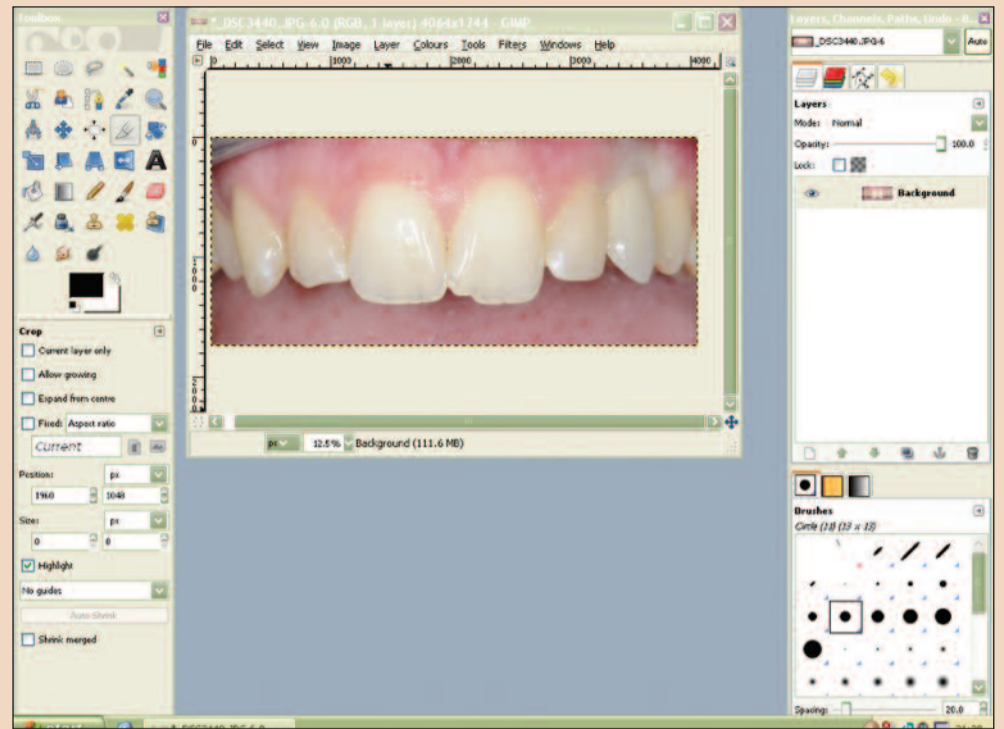 Toolbox
Crop
Current layer only
Allow growing
Expand from centre
Fixed: Aspect ratio
Current
Position: px
1960 1048
Size: px
0 0
Highlight
No guides
Auto Shrink
Shrink merged
*_DSC3440.JPG-6.0 (RGB, 1 layer) 4064x1744 - GIMP
File Edit Select View Image Layer Colours Tools Filters Windows Help
0 1000 2000 3000 4000
px 12.5% Background (111.6 MB)
Layers, Channels, Paths, Undo - B...
_DSC3440.JPG-6 Auto
Layers
Mode: Normal
Opacity: 100.0
Lock:
Background
Brushes
Circle (13) (13 x 13)
Spacing: 20.0